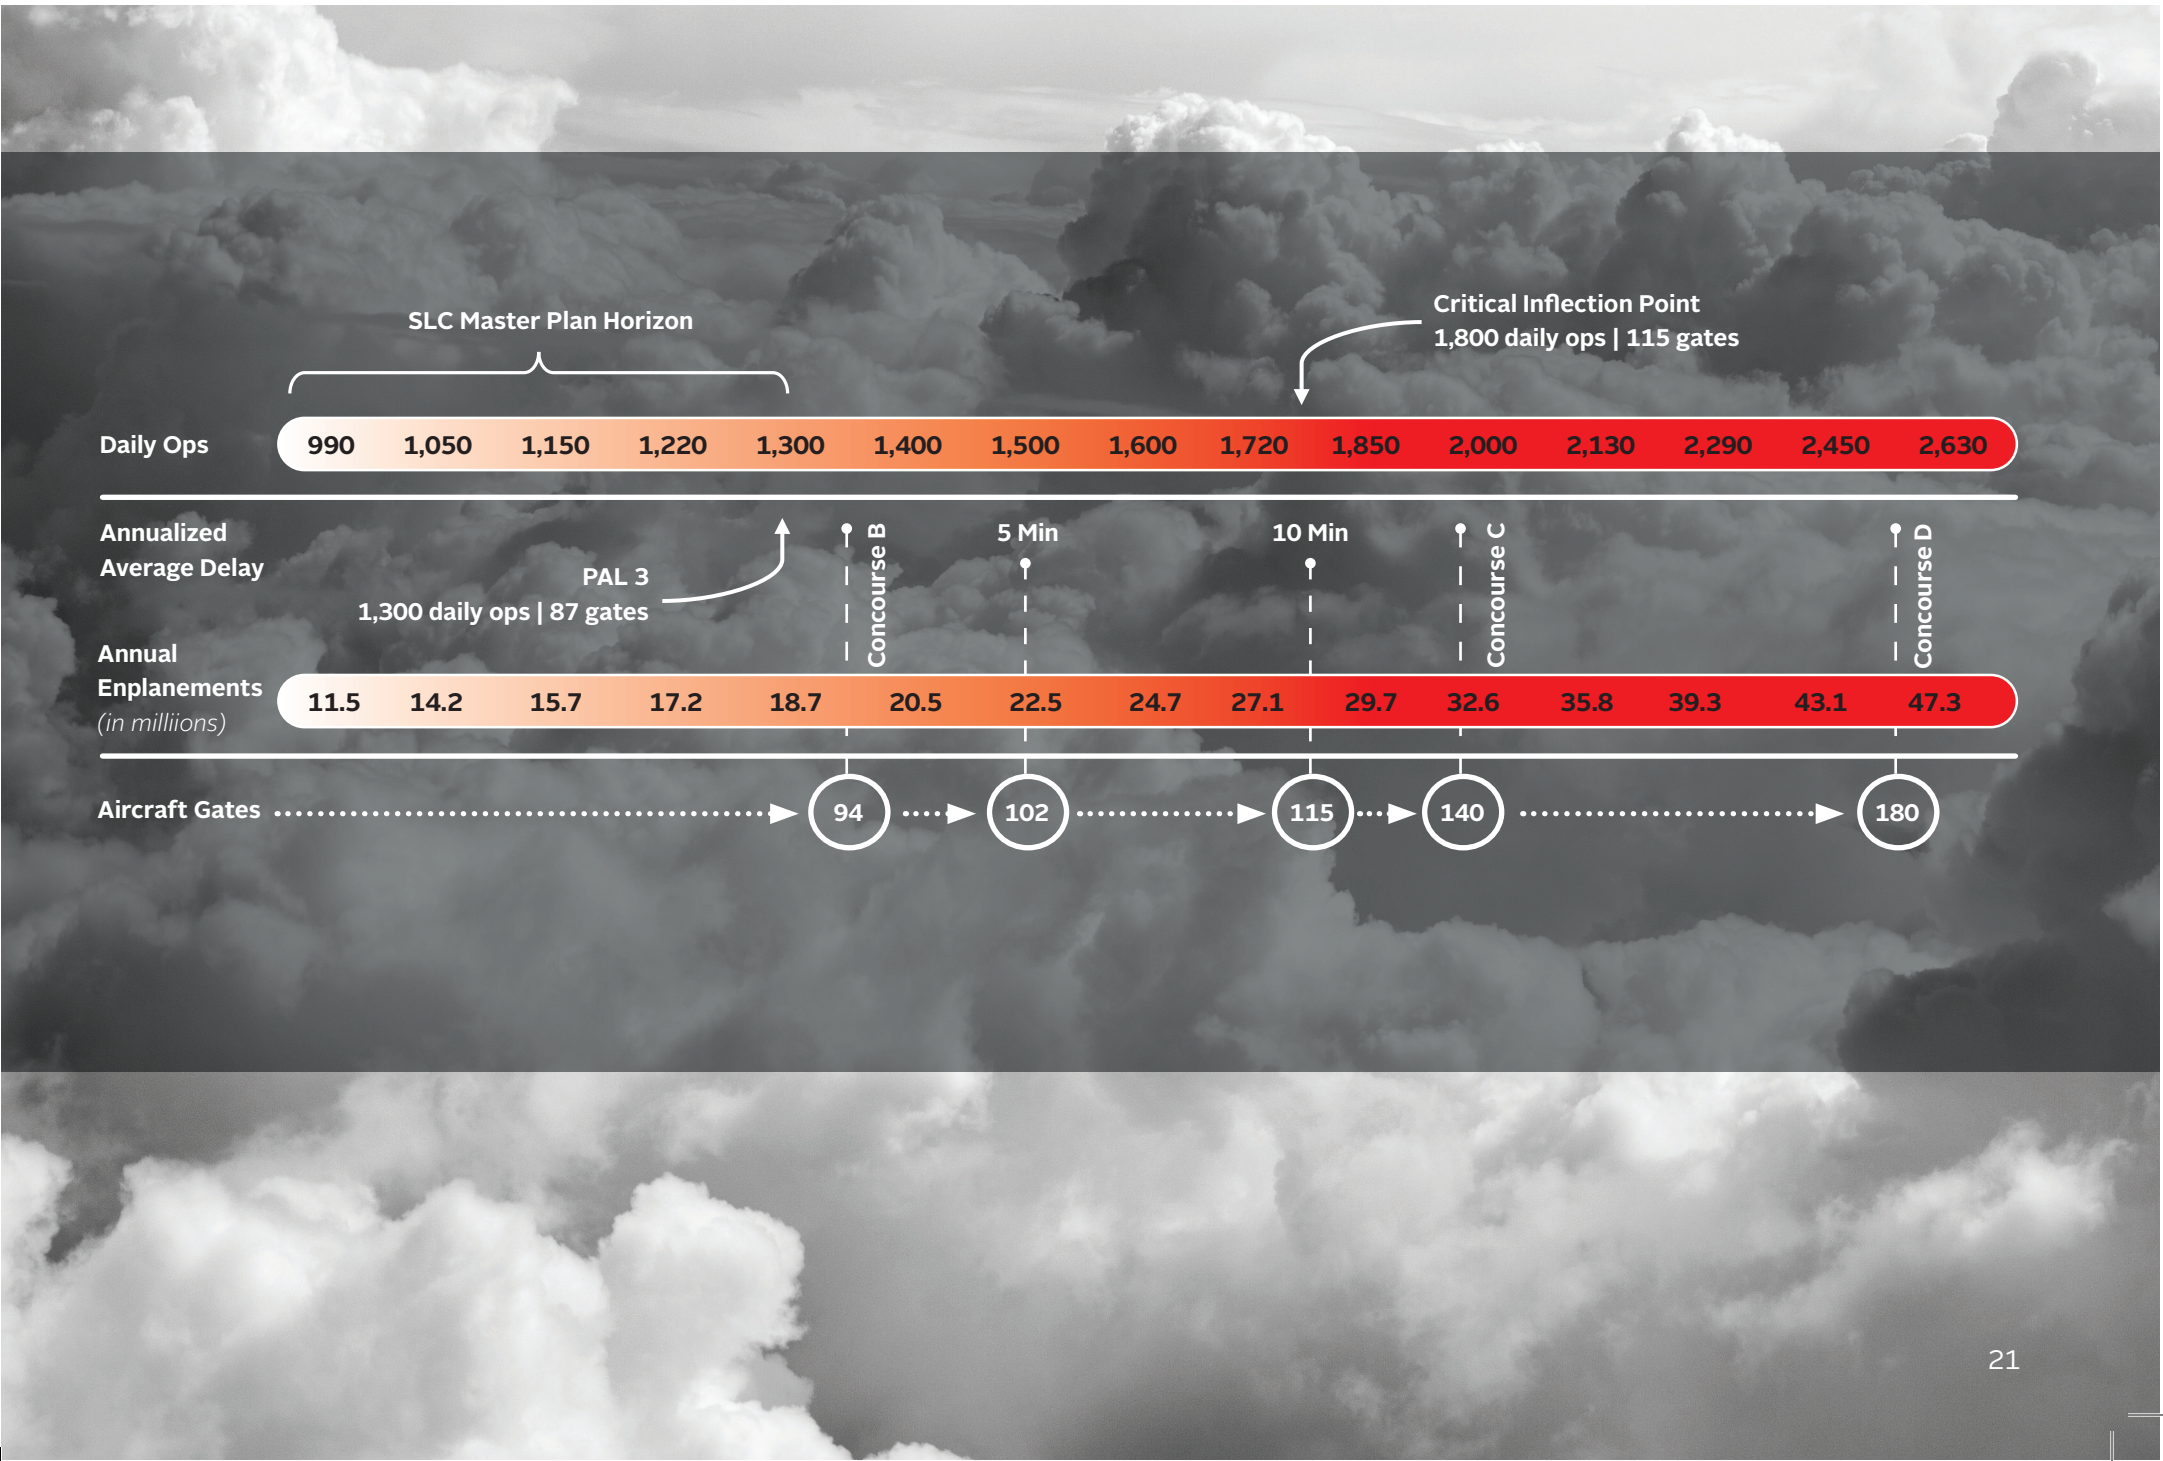 SLC Master Plan Horizon
Critical Inflection Point
1,800 daily ops | 115 gates
Daily Ops 990 1,050 1,150 1,220 1,300 1,400 1,500 1,600 1,720 1,850 2,000 2,130 2,290 2,450 2,630
Annualized
Average Delay
PAL 3
1,300 daily ops | 87 gates
Concourse B
5 Min
10 Min
Concourse C
Concourse D
Annual
Enplanements
(in milliions)
11.5 14.2 15.7 17.2 18.7 20.5 22.5 24.7 27.1 29.7 32.6 35.8 39.3 43.1 47.3
Aircraft Gates 94 102 115 140 180
21